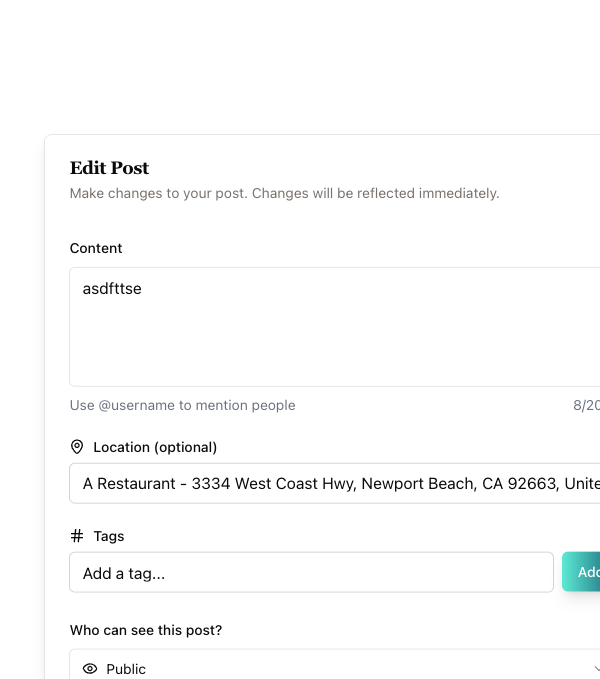 Edit Post
Make changes to your post. Changes will be reflected immediately.
Content
asdfttse
Use @username to mention people
8/20
Location (optional)
A Restaurant - 3334 West Coast Hwy, Newport Beach, CA 92663, Unite
# Tags
Add a tag...
Add
Who can see this post?
Public